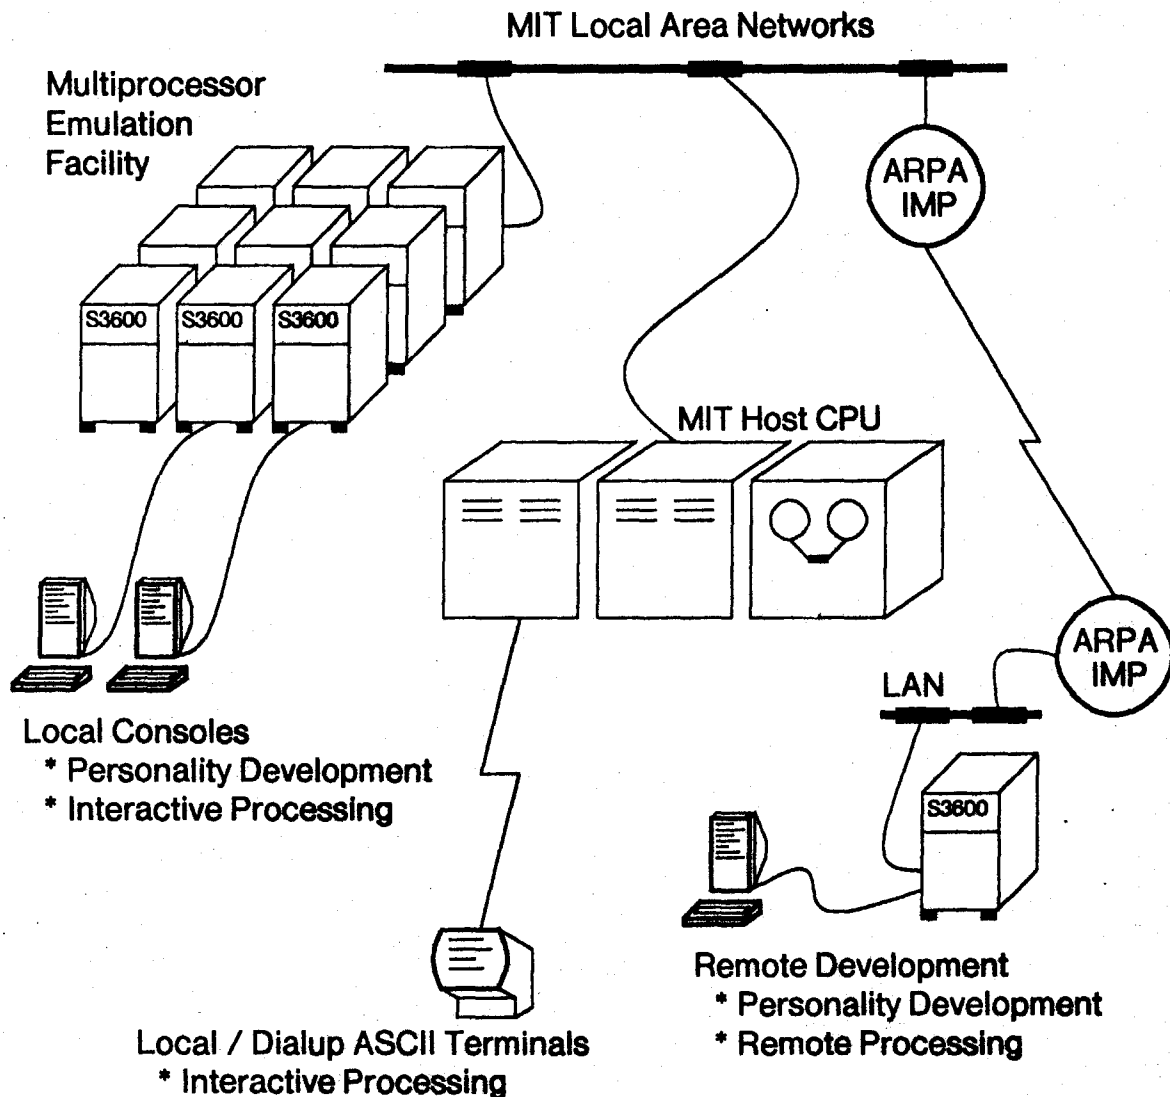 MIT Local Area Networks
Multiprocessor
Emulation
Facility
ARPA
IMP
S3600
S3600
S3600
MIT Host CPU
ARPA
IMP
LAN
Local Consoles
* Personality Development
* Interactive Processing
S3600
Remote Development
* Personality Development
* Remote Processing
Local / Dialup ASCII Terminals
* Interactive Processing